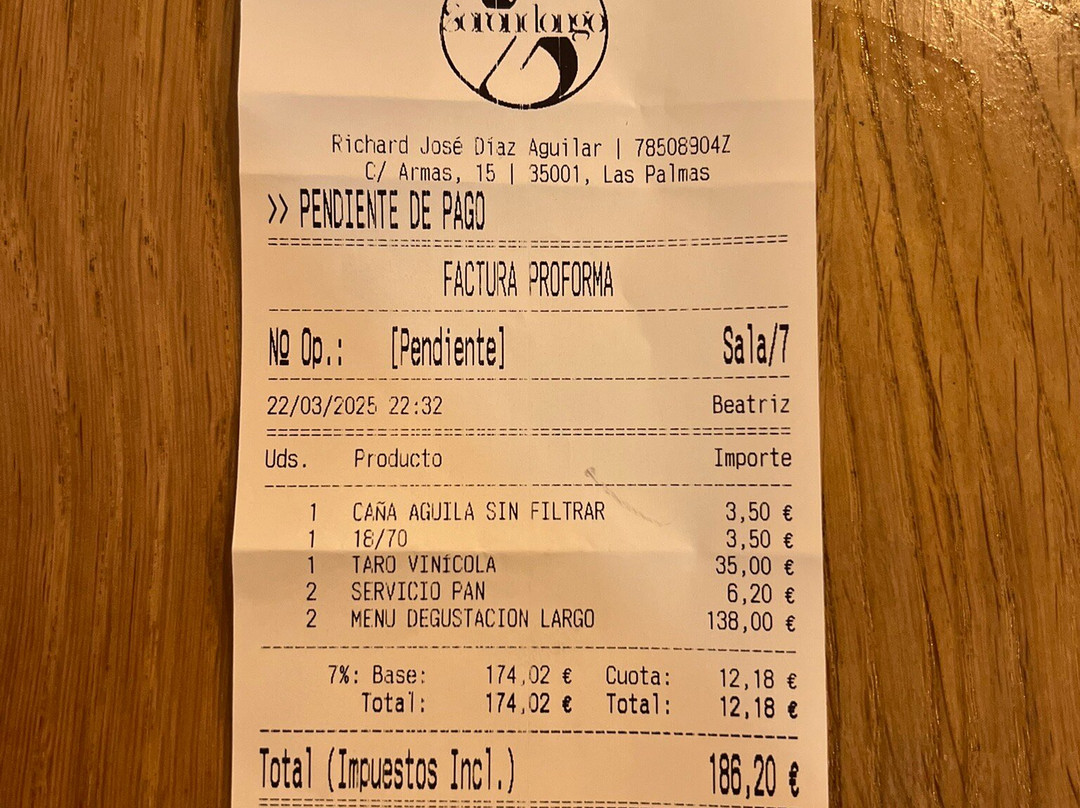 Sorondongo
Richard José Díaz Aguilar | 78508904Z
C/ Armas, 15 | 35001, Las Palmas
>> PENDIENTE DE PAGO
FACTURA PROFORMA
Nº Op.: [Pendiente] Sala/7
22/03/2025 22:32 Beatriz
Uds. Producto Importe
1 CAÑA AGUILA SIN FILTRAR 3,50 €
1 18/70 3,50 €
1 TARO VINÍCOLA 35,00 €
2 SERVICIO PAN 6,20 €
2 MENU DEGUSTACION LARGO 138,00 €
7%: Base: 174,02 € Cuota: 12,18 €
Total: 174,02 € Total: 12,18 €
Total (Impuestos Incl.) 186,20 €